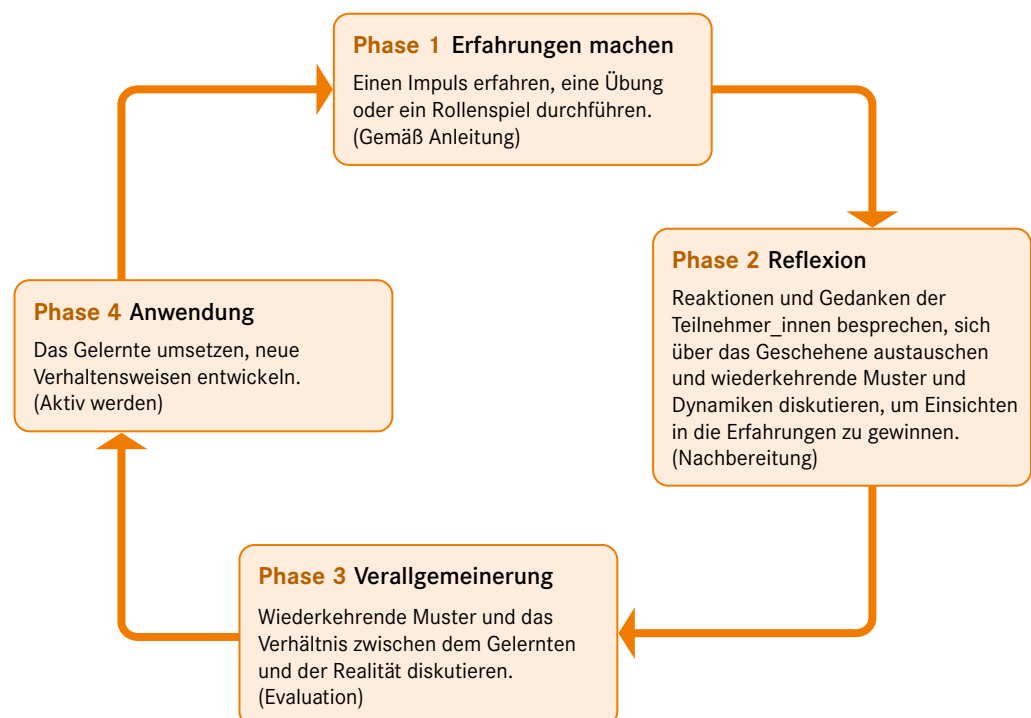 Phase 1 Erfahrungen machen
Einen Impuls erfahren, eine Übung
oder ein Rollenspiel durchführen.
(Gemäß Anleitung)
Phase 2 Reflexion
Reaktionen und Gedanken der
Teilnehmer_innen besprechen, sich
über das Geschehene austauschen
und wiederkehrende Muster und
Dynamiken diskutieren, um Einsichten
in die Erfahrungen zu gewinnen.
(Nachbereitung)
Phase 3 Verallgemeinerung
Wiederkehrende Muster und das
Verhältnis zwischen dem Gelernten
und der Realität diskutieren.
(Evaluation)
Phase 4 Anwendung
Das Gelernte umsetzen, neue
Verhaltensweisen entwickeln.
(Aktiv werden)